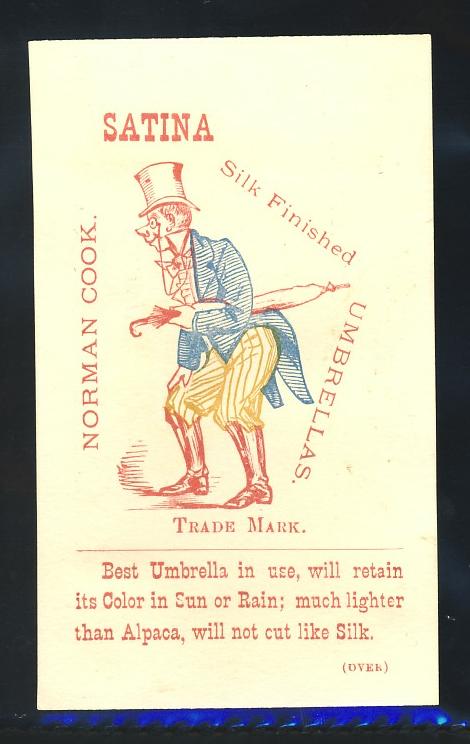 SATINA
Silk Finished
UMBRELLAS.
NORMAN COOK.
TRADE MARK.
Best Umbrella in use, will retain
its Color in Sun or Rain; much lighter
than Alpaca, will not cut like Silk.
(OVER)